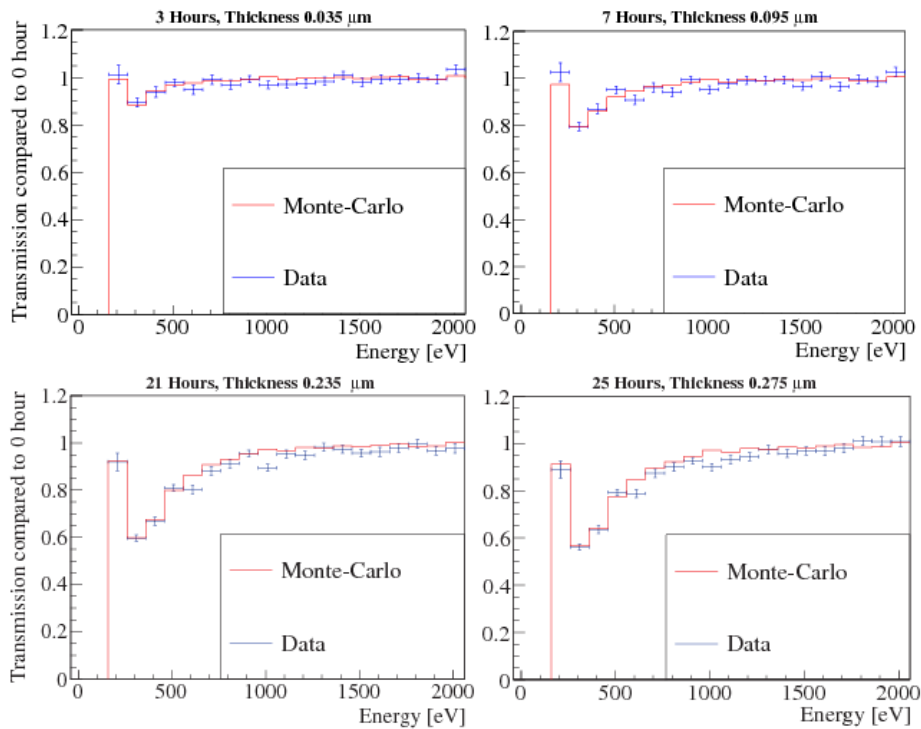 3 Hours, Thickness 0.035 μm
Transmission compared to 0 hour
1.2
1
0.8
0.6
0.4
0.2
0
Monte-Carlo
Data
0 500 1000 1500 2000
Energy [eV]
7 Hours, Thickness 0.095 μm
1.2
1
0.8
0.6
0.4
0.2
0
Monte-Carlo
Data
0 500 1000 1500 2000
Energy [eV]
21 Hours, Thickness 0.235 μm
Transmission compared to 0 hour
1.2
1
0.8
0.6
0.4
0.2
0
Monte-Carlo
Data
0 500 1000 1500 2000
Energy [eV]
25 Hours, Thickness 0.275 μm
1.2
1
0.8
0.6
0.4
0.2
0
Monte-Carlo
Data
0 500 1000 1500 2000
Energy [eV]